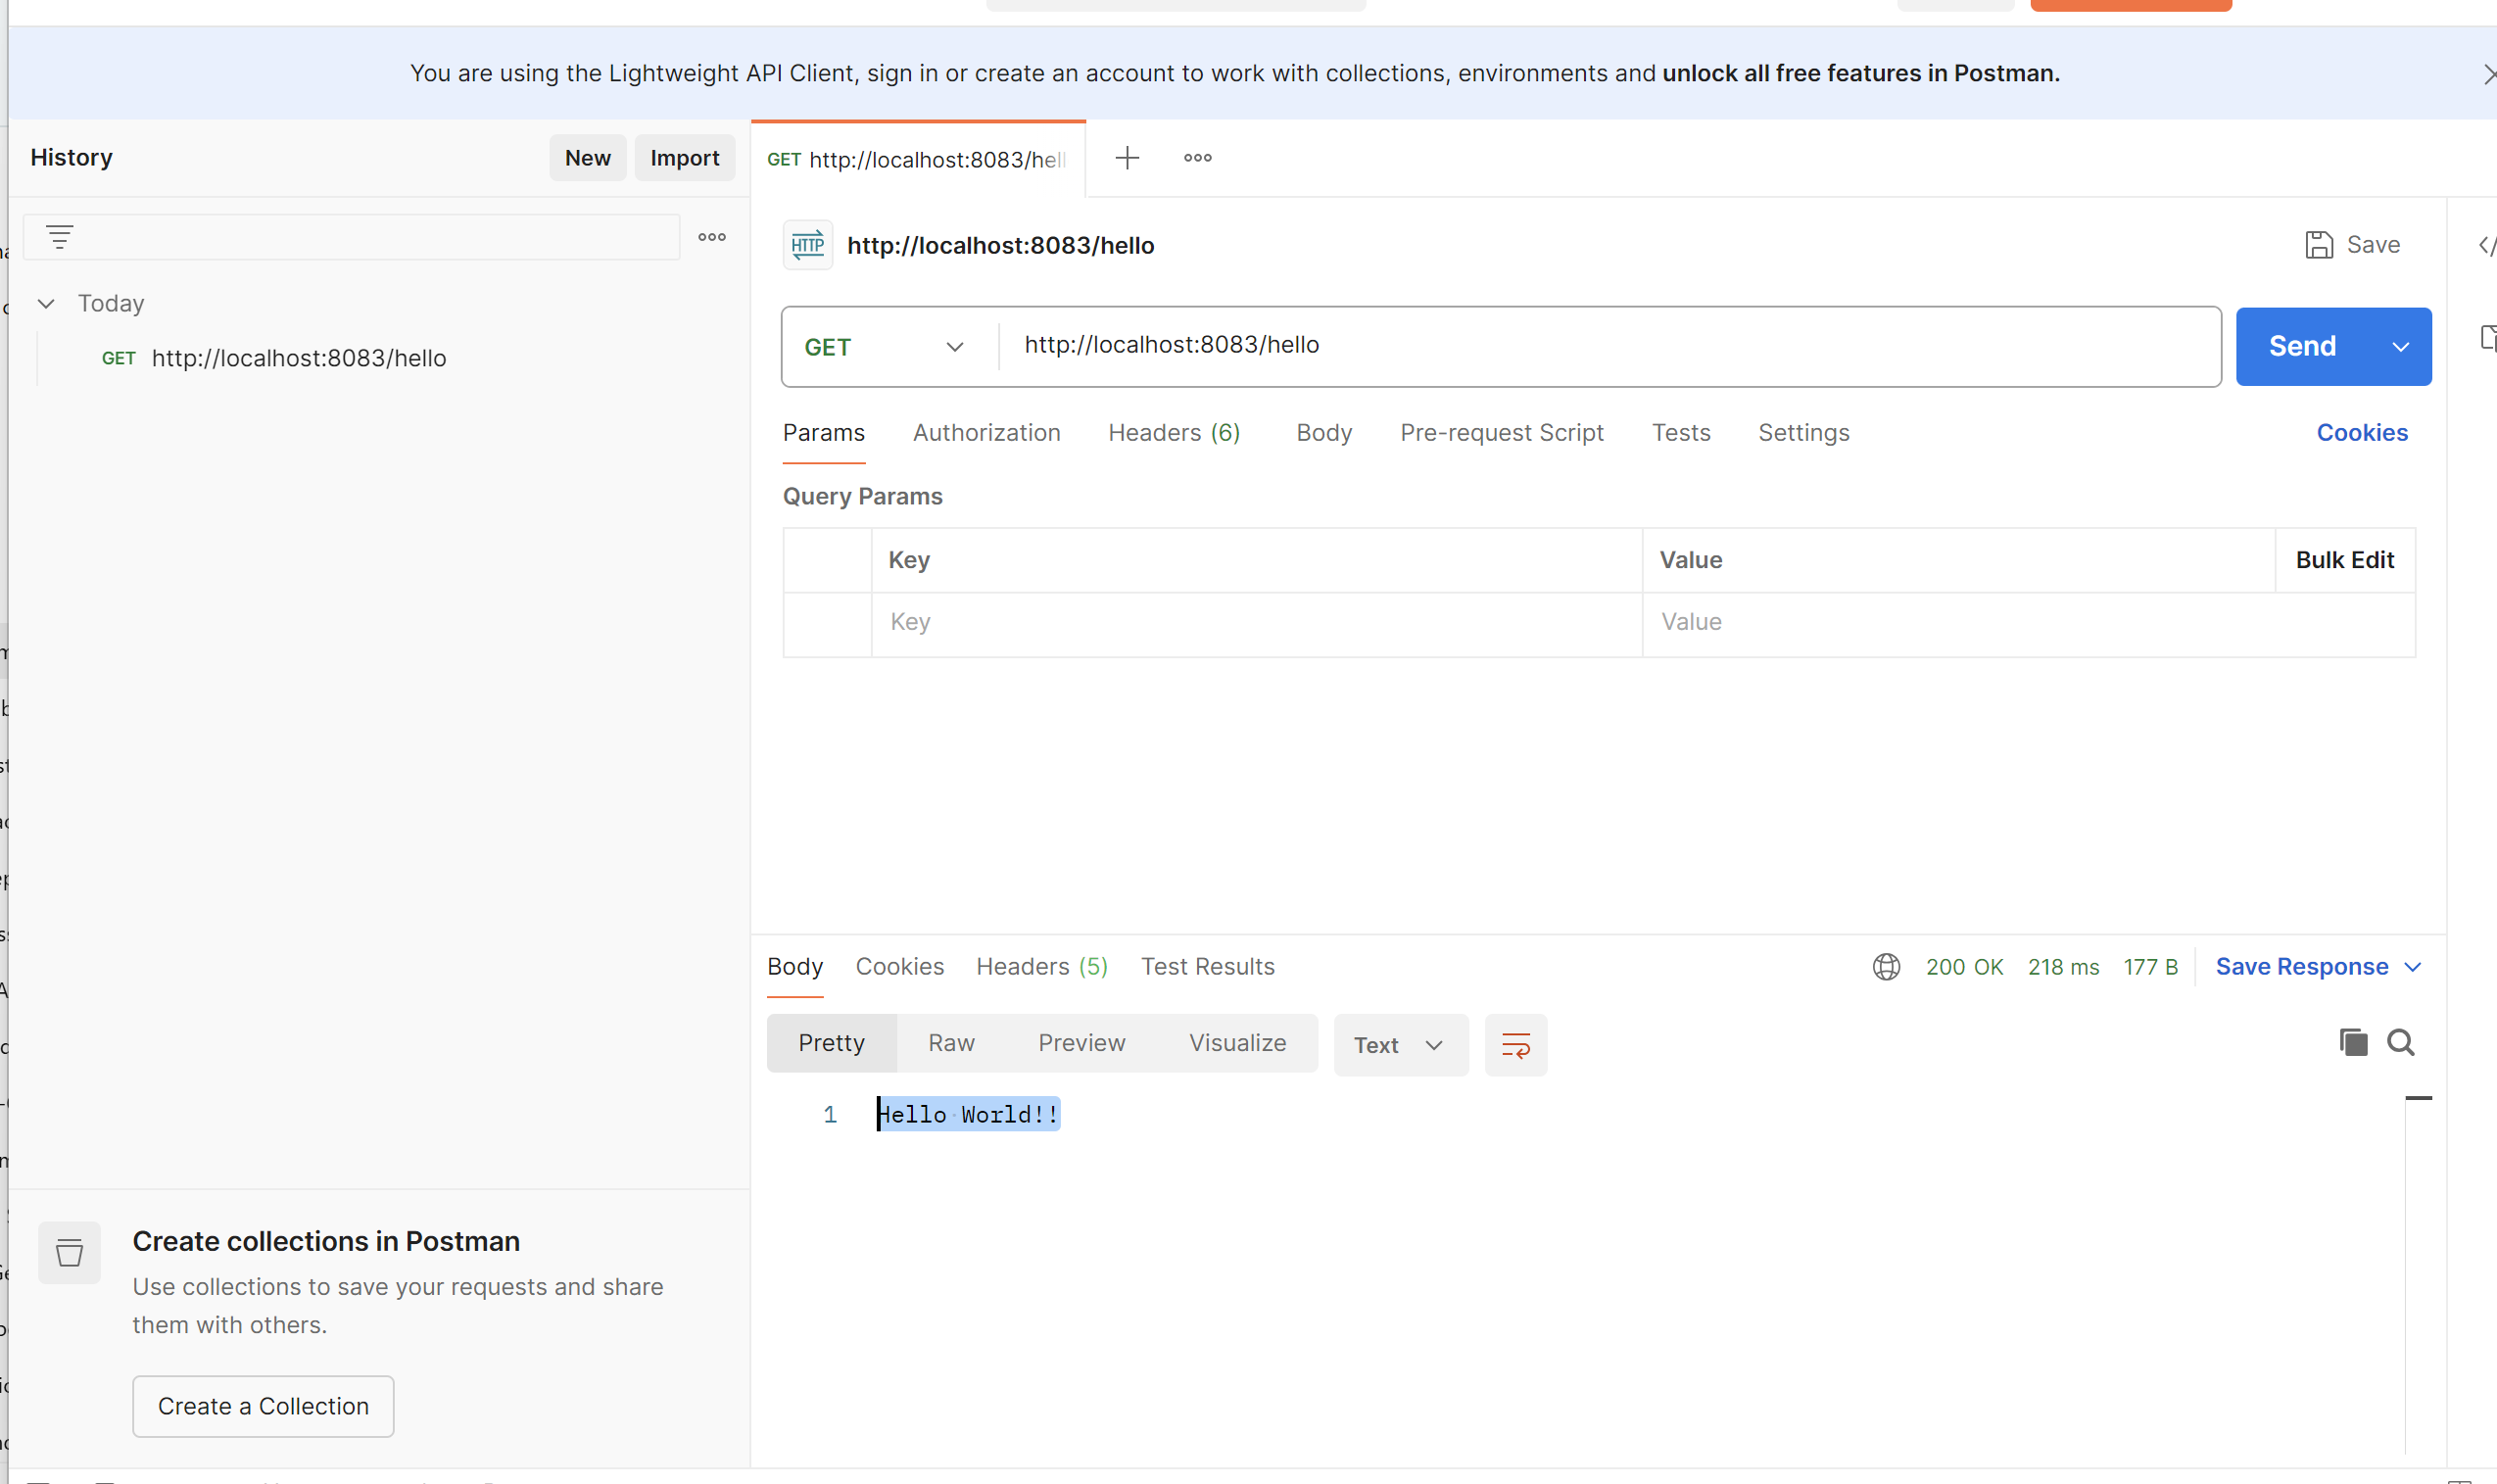 You are using the Lightweight API Client, sign in or create an account to work with collections, environments and unlock all free features in Postman.
History
New
Import
GET http://localhost:8083/hell
Today
GET http://localhost:8083/hello
HTTP http://localhost:8083/hello
Save
GET
http://localhost:8083/hello
Send
Params
Authorization
Headers (6)
Body
Pre-request Script
Tests
Settings
Cookies
Query Params
Key
Value
Bulk Edit
Key
Value
Body
Cookies
Headers (5)
Test Results
200 OK
218 ms
177 B
Save Response
Pretty
Raw
Preview
Visualize
Text
1
Hello World!!
Create collections in Postman
Use collections to save your requests and share
them with others.
Create a Collection